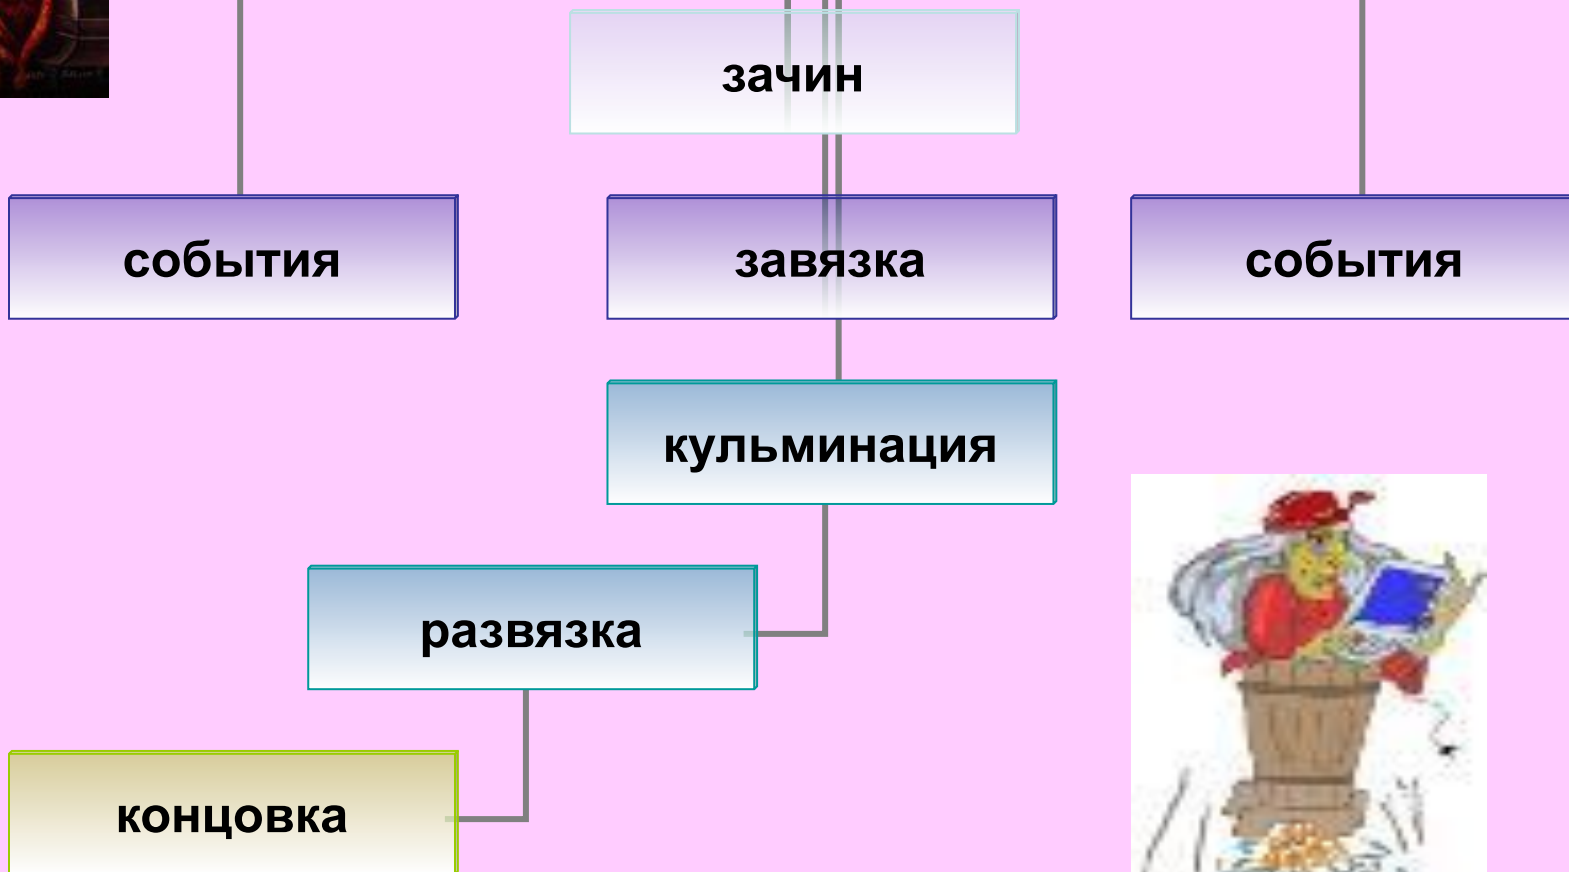 зачин
события
завязка
события
кульминация
развязка
концовка